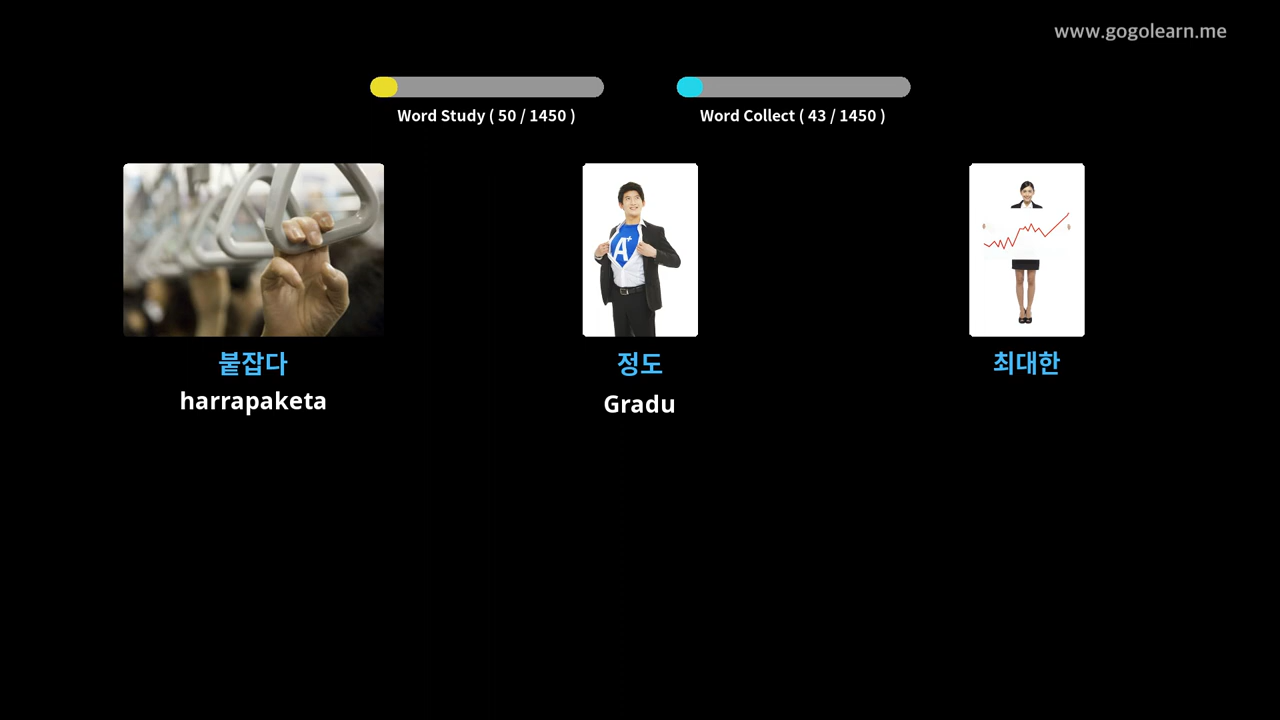 www.gogolearn.me
Word Study ( 50 / 1450 )
Word Collect ( 43 / 1450 )
A+
붙잡다
정도
최대한
harrapaketa
Gradu